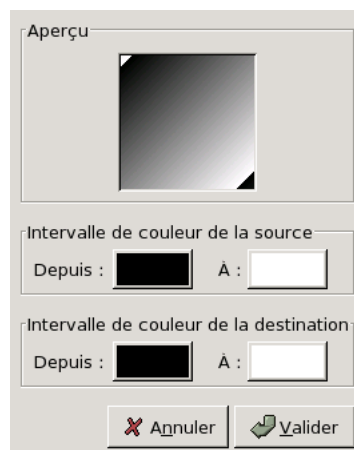 Aperçu
Intervalle de couleur de la source
Depuis : À :
Intervalle de couleur de la destination
Depuis : À :
Annuler Valider